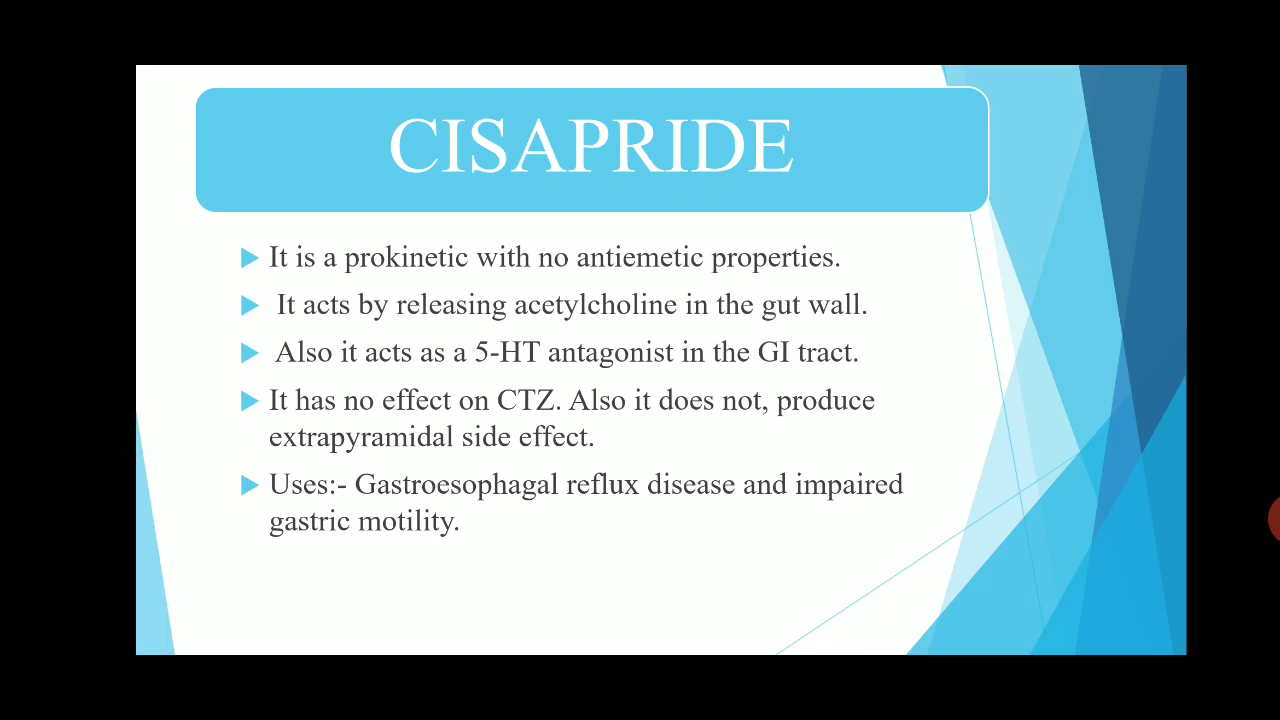 CISAPRIDE
It is a prokinetic with no antiemetic properties.
It acts by releasing acetylcholine in the gut wall.
Also it acts as a 5-HT antagonist in the GI tract.
It has no effect on CTZ. Also it does not, produce
extrapyramidal side effect.
Uses:- Gastroesophagal reflux disease and impaired
gastric motility.